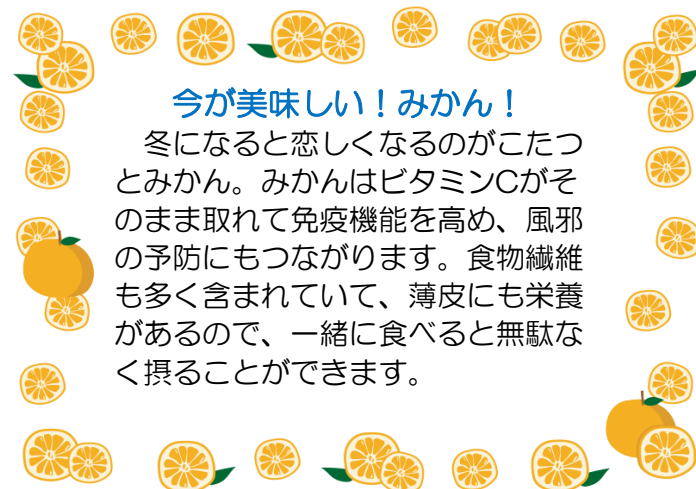 今が美味しい！みかん！
　冬になると恋しくなるのがこたつ
とみかん。みかんはビタミンCがそ
のまま取れて免疫機能を高め、風邪
の予防にもつながります。食物繊維
も多く含まれていて、薄皮にも栄養
があるので、一緒に食べると無駄な
く摂ることができます。